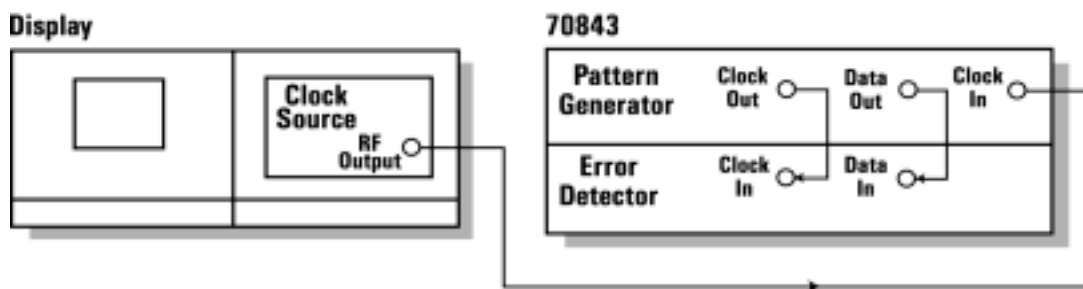 Display
Clock
Source
RF
Output
70843
Pattern
Generator
Clock
Out
Data
Out
Clock
In
Error
Detector
Clock
In
Data
In